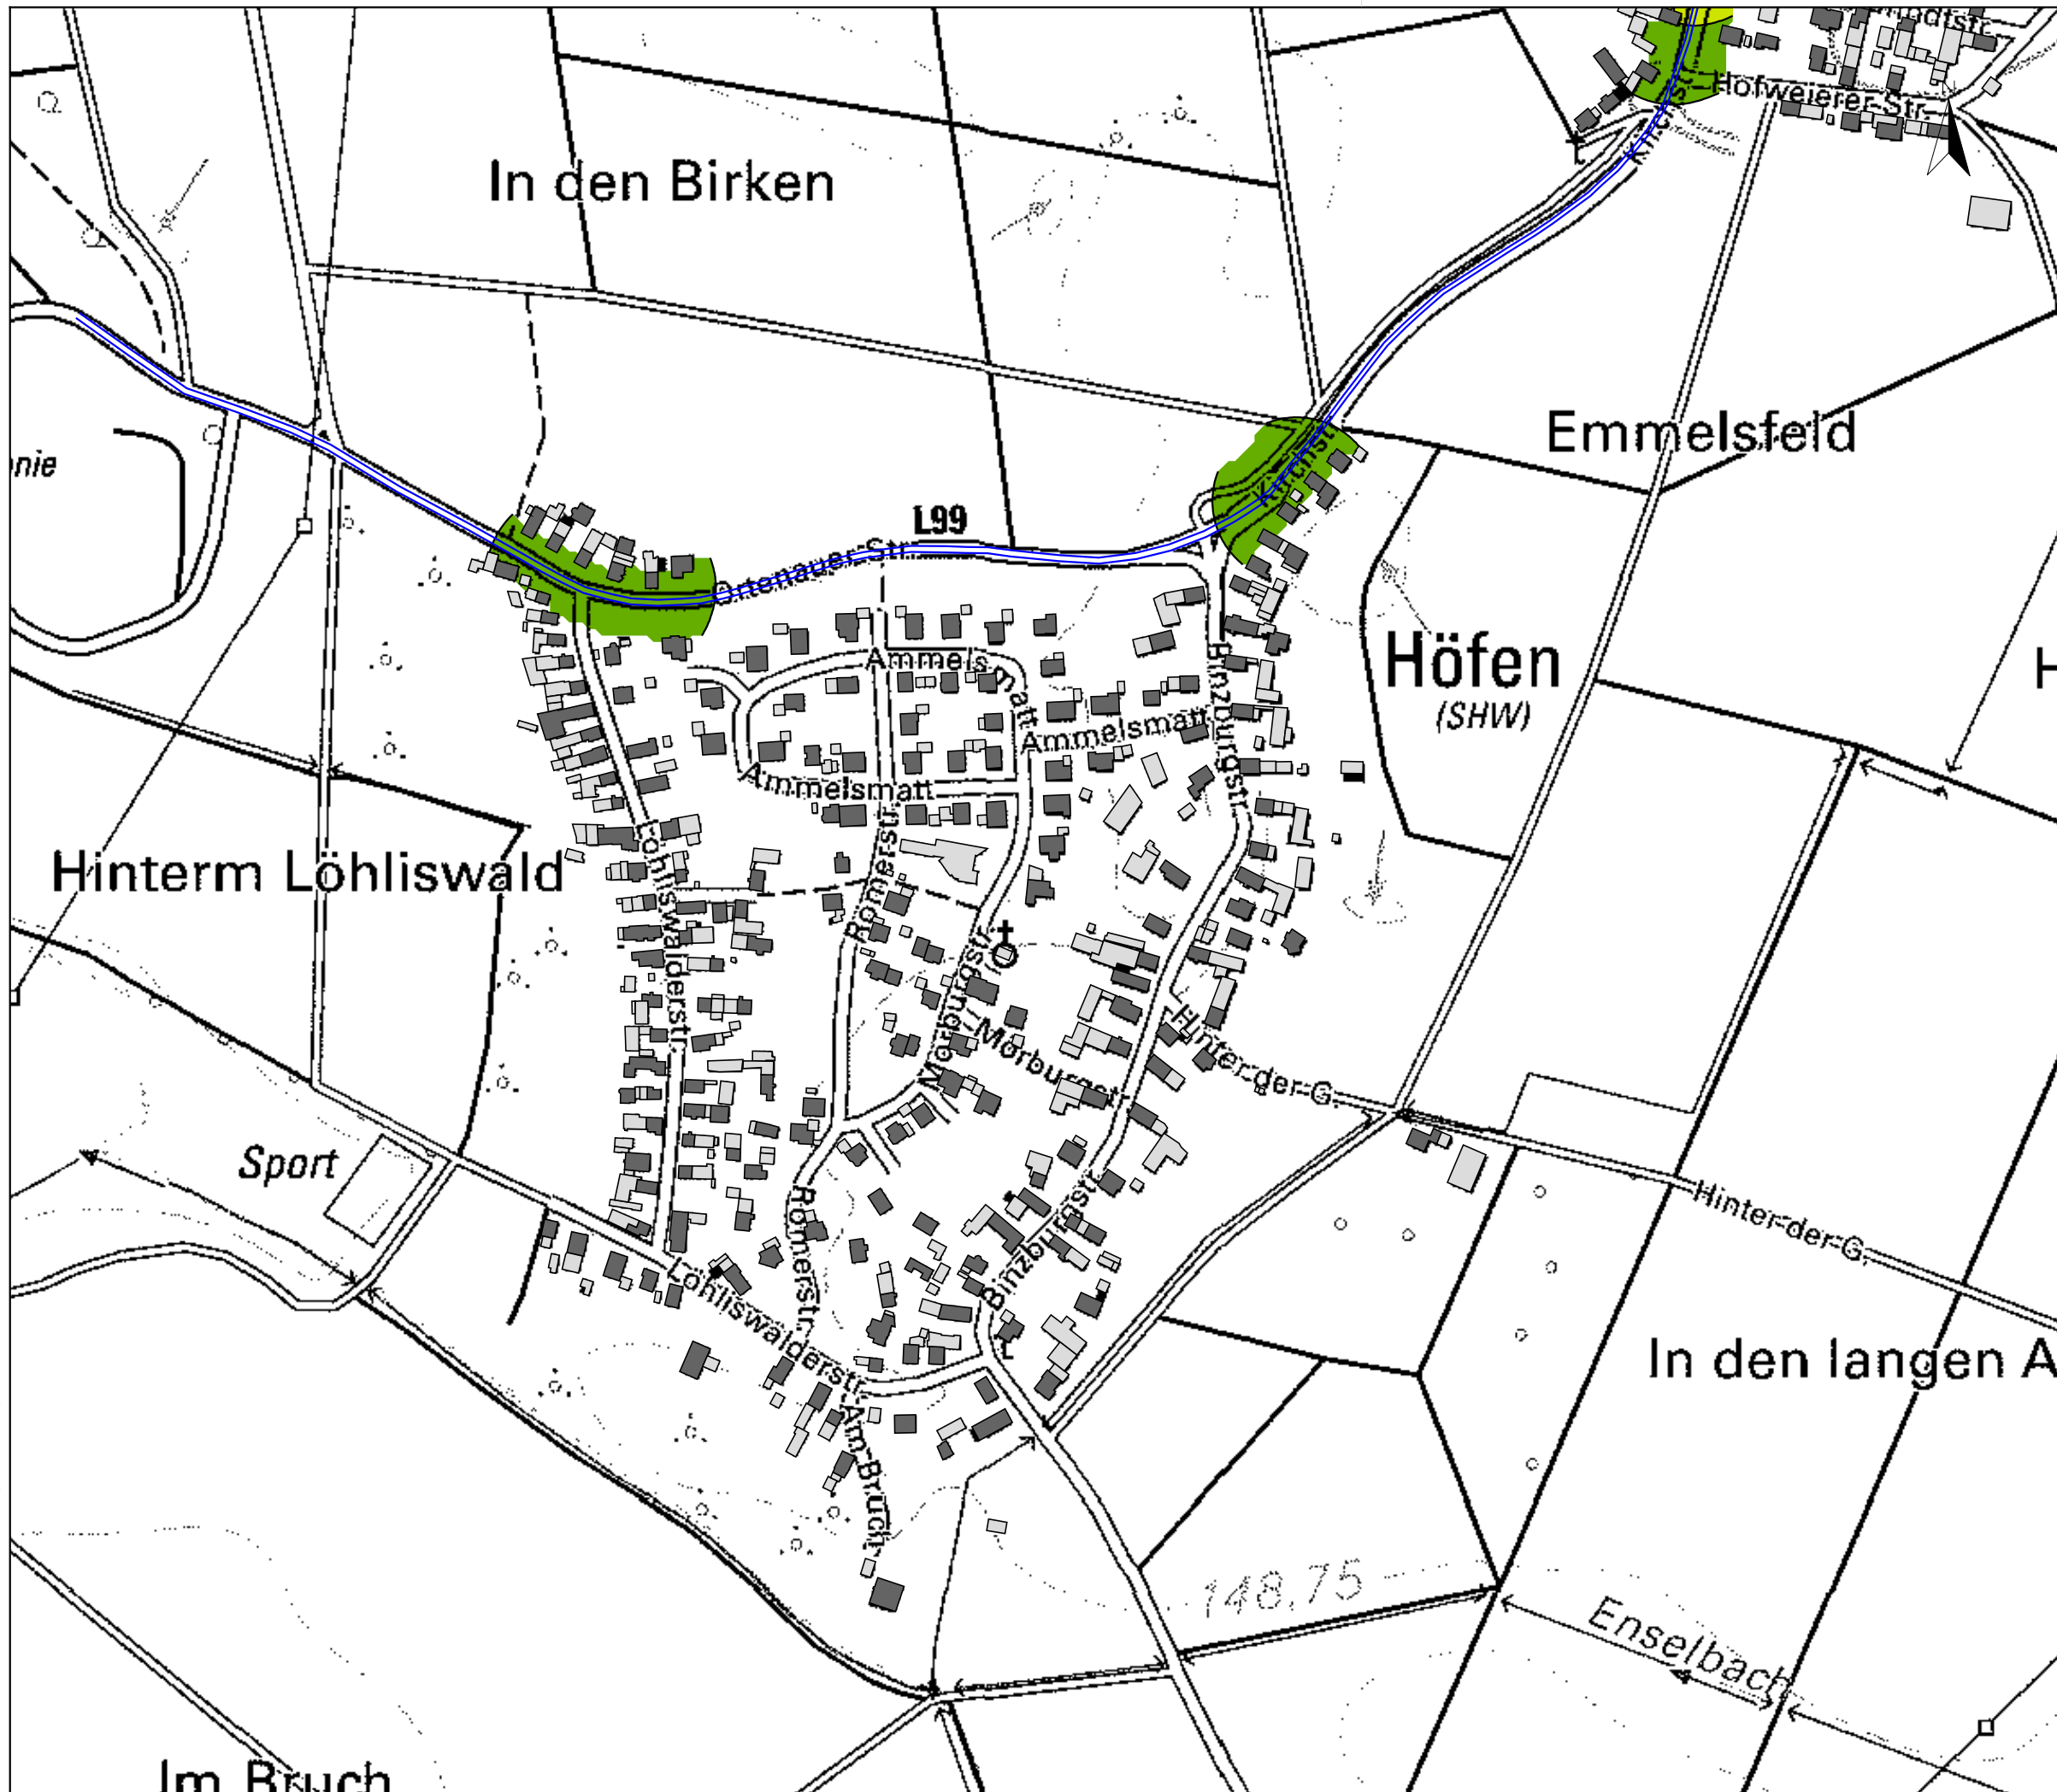 Hofweierer-Str.
In den Birken
Emmelsfeld
Kirchstr.
L99
Ortenauer-Str.
Höfen
(SHW)
Ammelsmatt
Ammelsmatt
Ammelsmatt
Binzburgstr.
Hinterm Löhliswald
Löhliswalderstr.
Römerstr.
Morburgstr.
Morburgstr.
Hinter-der-G.
Sport
Hinter-der-G.
Römerstr.
Binzburgstr.
Löhliswalderstr.
In den langen A
Am-Bruch
148.75
Enselbach
Im Bruch